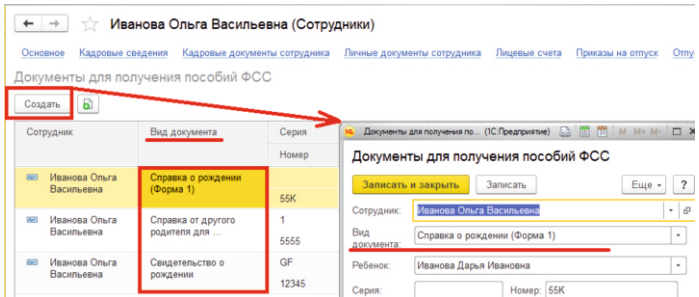 Иванова Ольга Васильевна (Сотрудники)
Основное Кадровые сведения Кадровые документы сотрудника Личные документы сотрудника Лицевые счета Приказы на отпуск Отпу
Документы для получения пособий ФСС
Создать
Сотрудник Вид документа Серия
Номер
Иванова Ольга Васильевна Справка о рождении (Форма 1)
55К
Иванова Ольга Васильевна Справка от другого родителя для ... 1
5555
Иванова Ольга Васильевна Свидетельство о рождении GF
12345
Документы для получения по... (1С:Предприятие) M M+ M-
Документы для получения пособий ФСС
Записать и закрыть Записать Еще ?
Сотрудник: Иванова Ольга Васильевна
Вид документа: Справка о рождении (Форма 1)
Ребенок: Иванова Дарья Ивановна
Серия: Номер: 55К